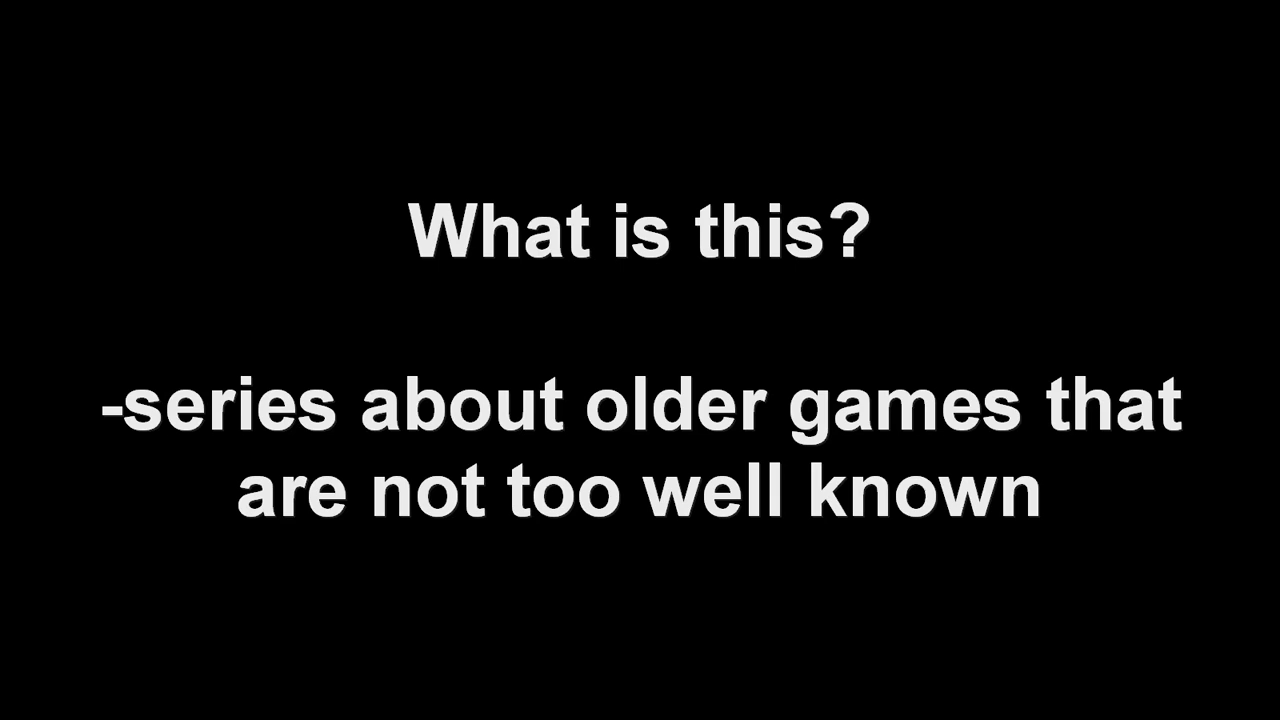 What is this?
-series about older games that
are not too well known